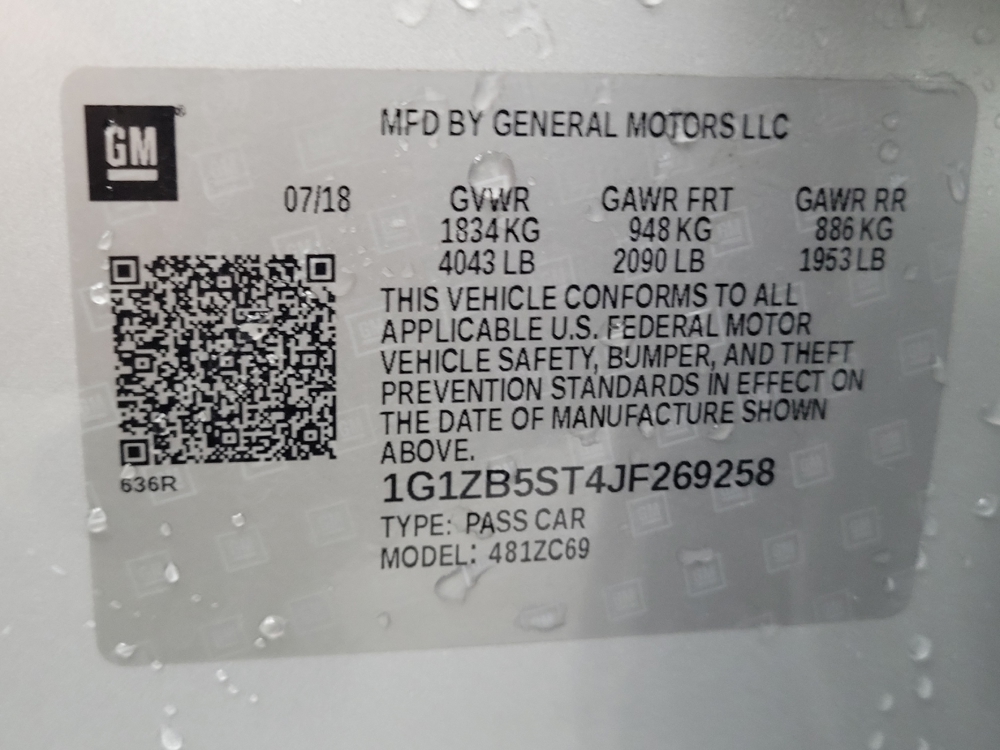 GM
MFD BY GENERAL MOTORS LLC
07/18 GVWR GAWR FRT GAWR RR
1834 KG 948 KG 886 KG
4043 LB 2090 LB 1953 LB
THIS VEHICLE CONFORMS TO ALL
APPLICABLE U.S. FEDERAL MOTOR
VEHICLE SAFETY, BUMPER, AND THEFT
PREVENTION STANDARDS IN EFFECT ON
THE DATE OF MANUFACTURE SHOWN
ABOVE.
636R
1G1ZB5ST4JF269258
TYPE: PASS CAR
MODEL: 481ZC69